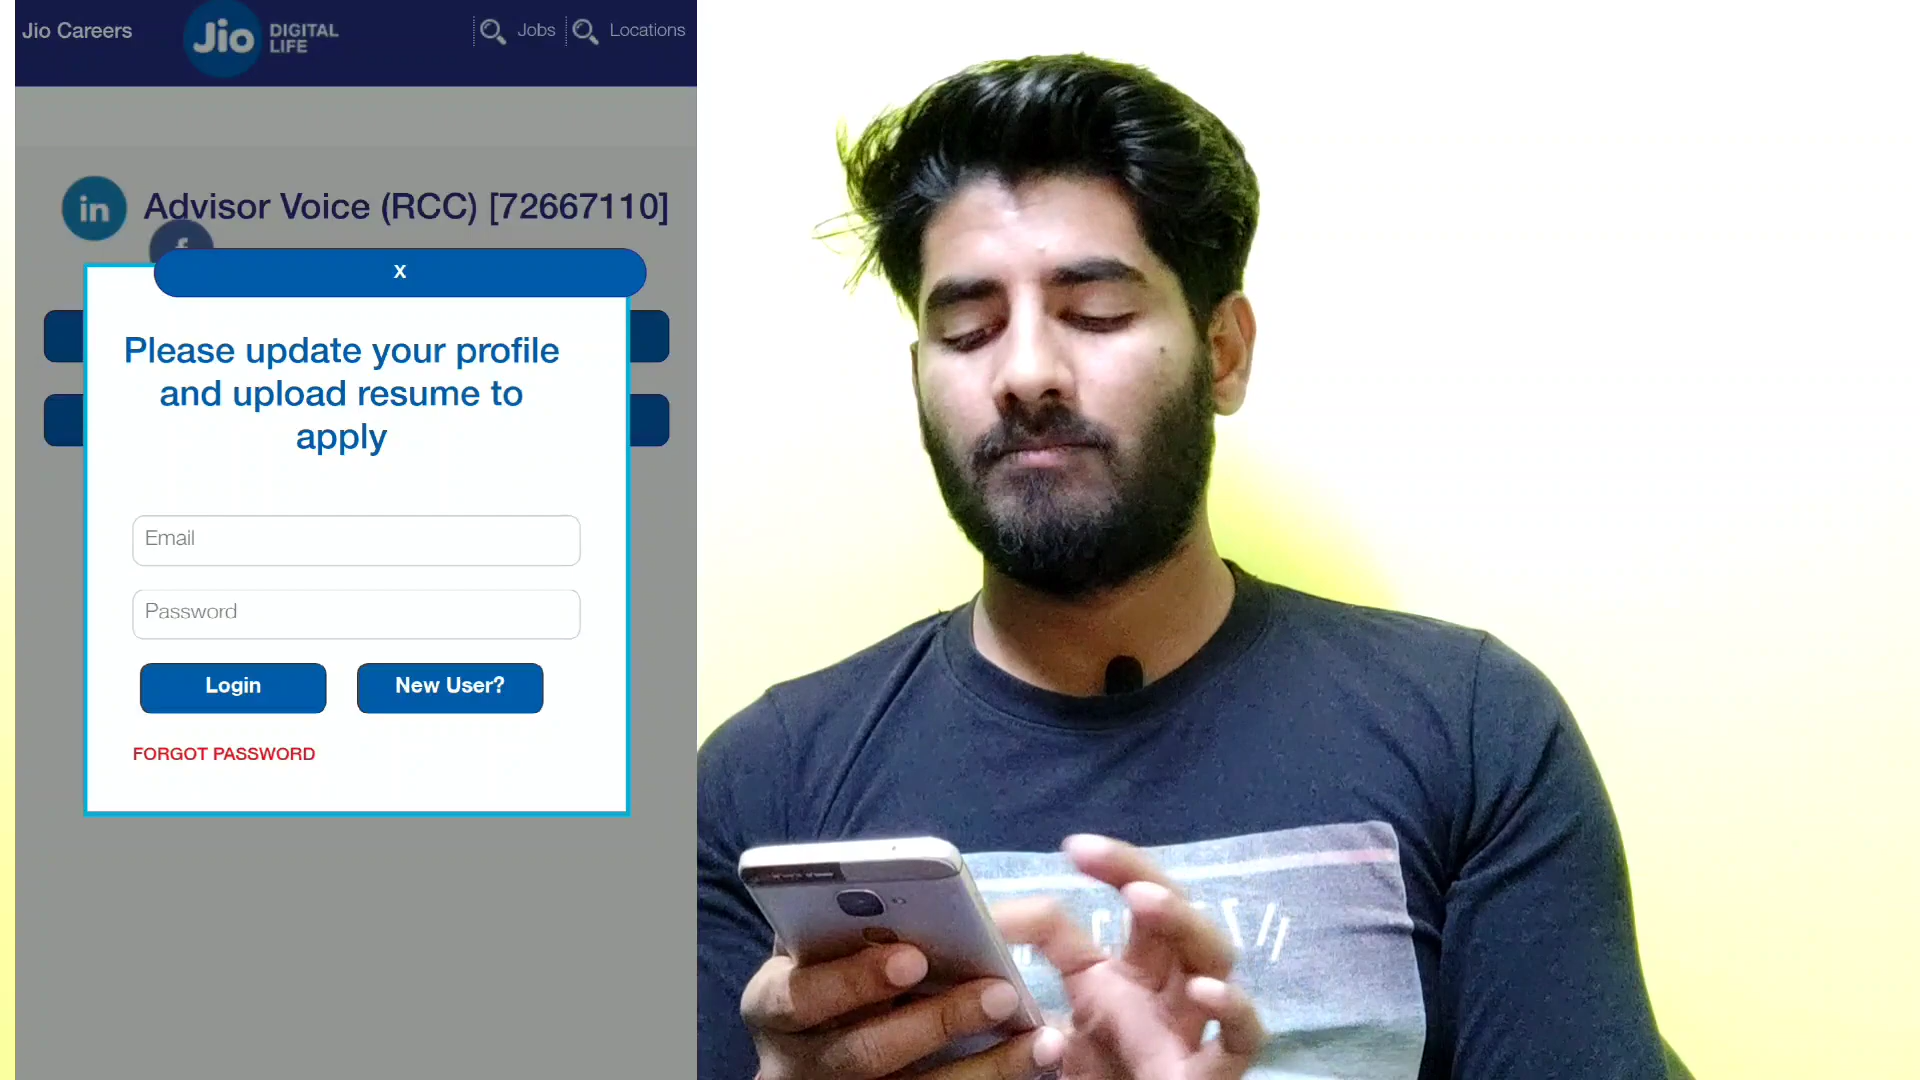 Jio Careers
Jio
DIGITAL
LIFE
Jobs
Locations
in
Advisor Voice (RCC) [72667110]
f
X
Please update your profile
and upload resume to
apply
Email
Password
Login
New User?
FORGOT PASSWORD